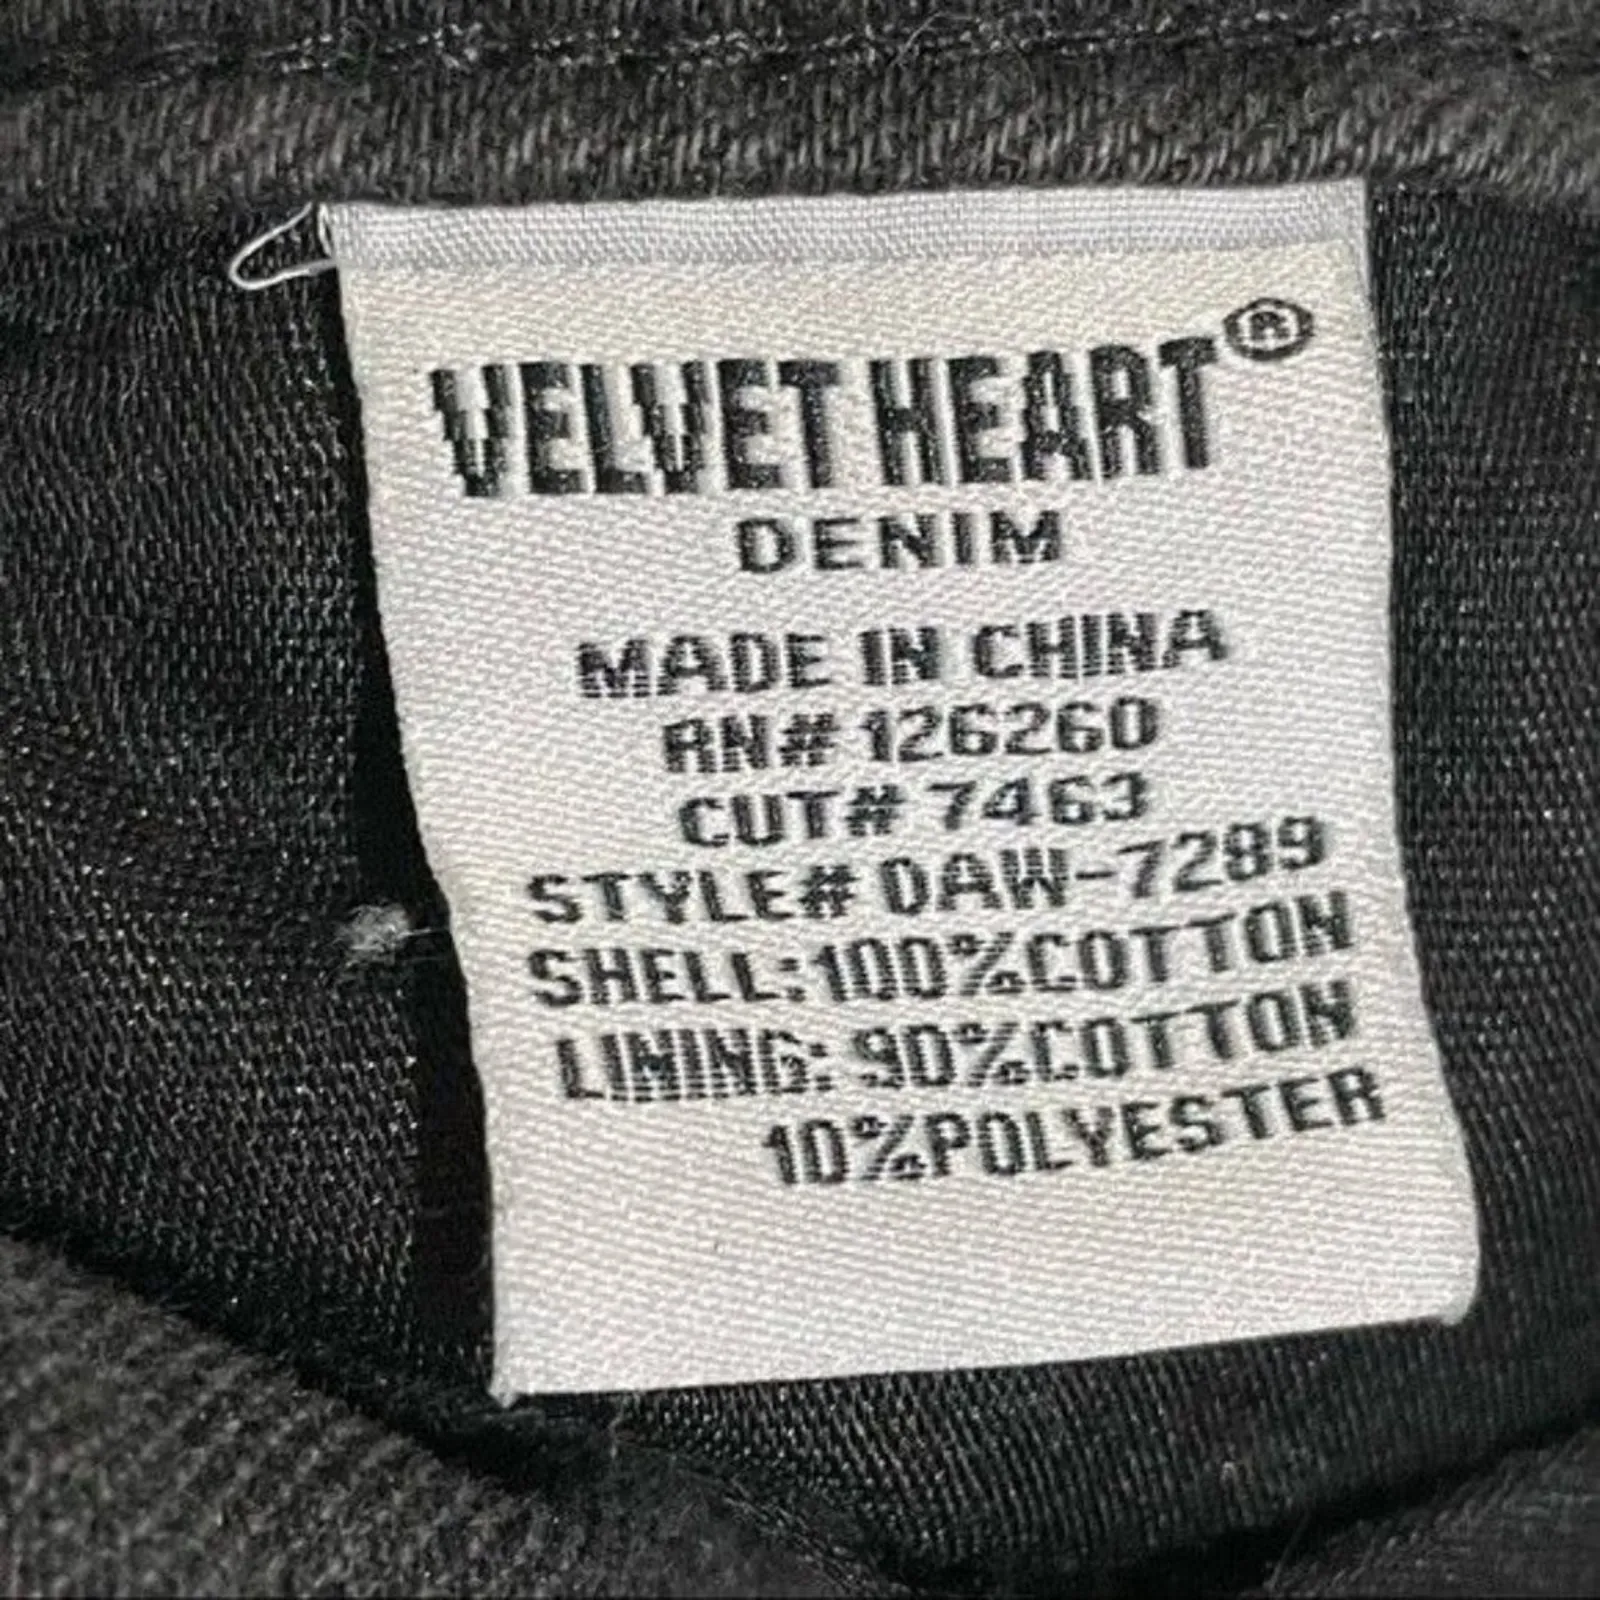 VELVET HEART®
DENIM
MADE IN CHINA
RN# 126260
CUT# 7463
STYLE# DAW-7289
SHELL:100%COTTON
LINING: 90%COTTON
10%POLYESTER